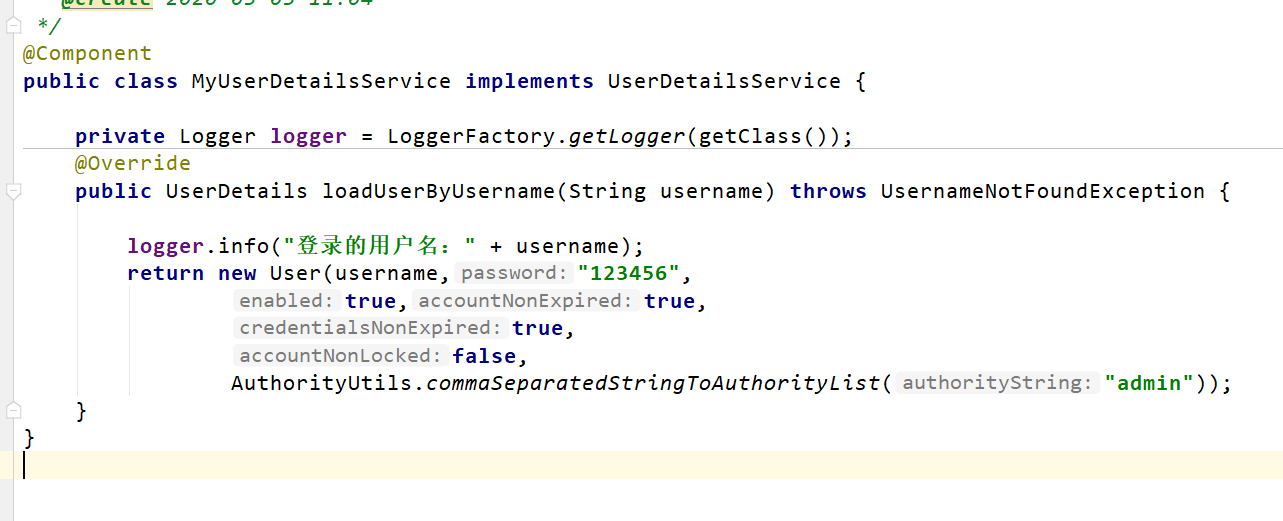 @create 2020-05-05 11:04
*/
@Component
public class MyUserDetailsService implements UserDetailsService {
private Logger logger = LoggerFactory.getLogger(getClass());
@Override
public UserDetails loadUserByUsername(String username) throws UsernameNotFoundException {
logger.info("登录的用户名：" + username);
return new User(username, password: "123456",
enabled: true, accountNonExpired: true,
credentialsNonExpired: true,
accountNonLocked: false,
AuthorityUtils.commaSeparatedStringToAuthorityList( authorityString: "admin"));
}
}